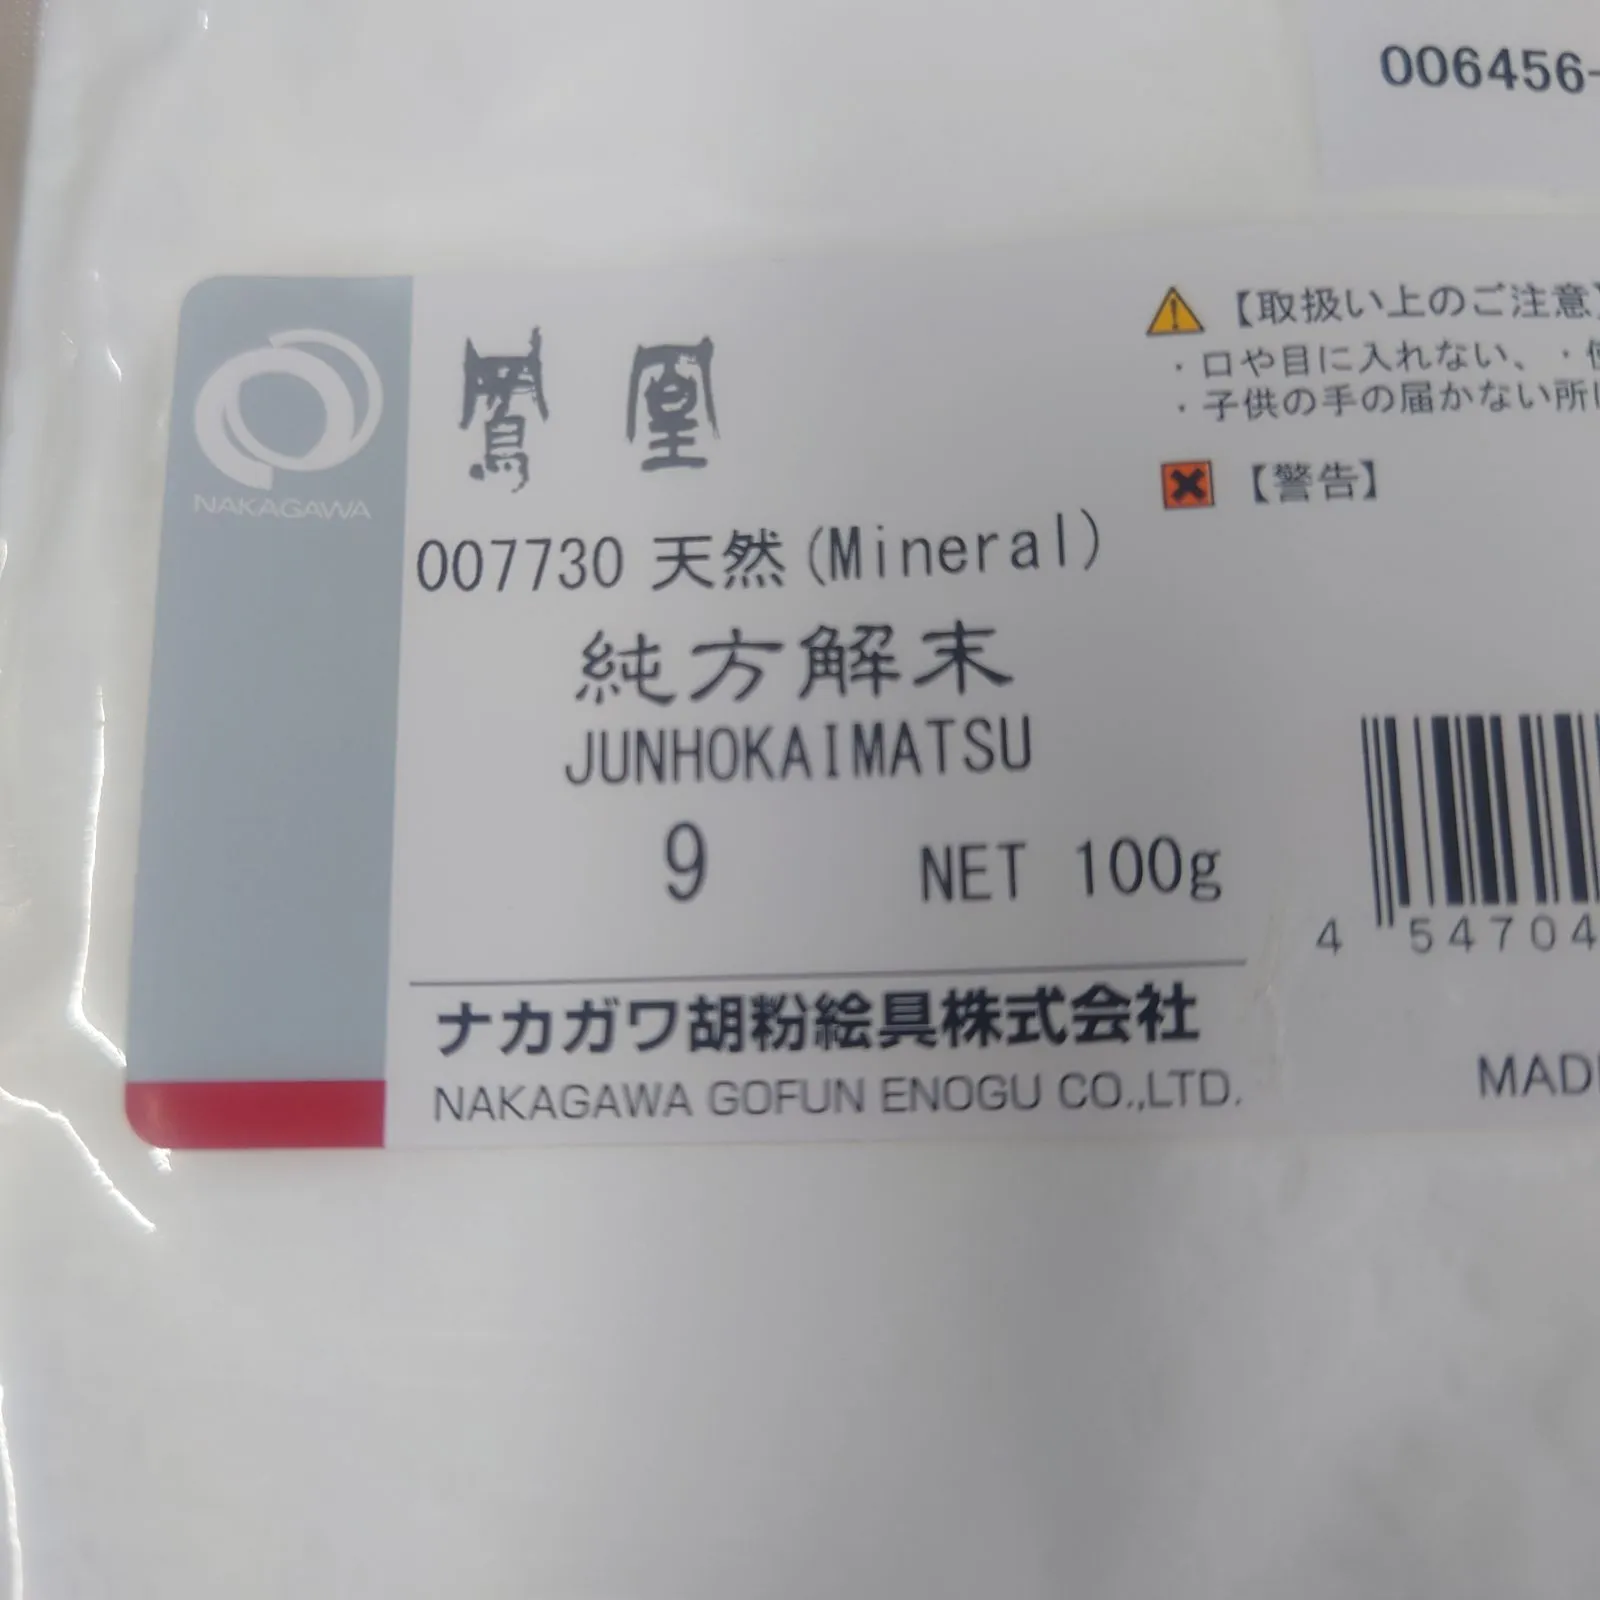 006456-
NAKAGAWA
鳳凰
007730 天然(Mineral)
純方解末
JUNHOKAIMATSU
9 NET 100g
ナカガワ胡粉絵具株式会社
NAKAGAWA GOFUN ENOGU CO.,LTD.
【取扱い上のご注意】
・口や目に入れない、・使
・子供の手の届かない所に
【警告】
4 54704
MADE